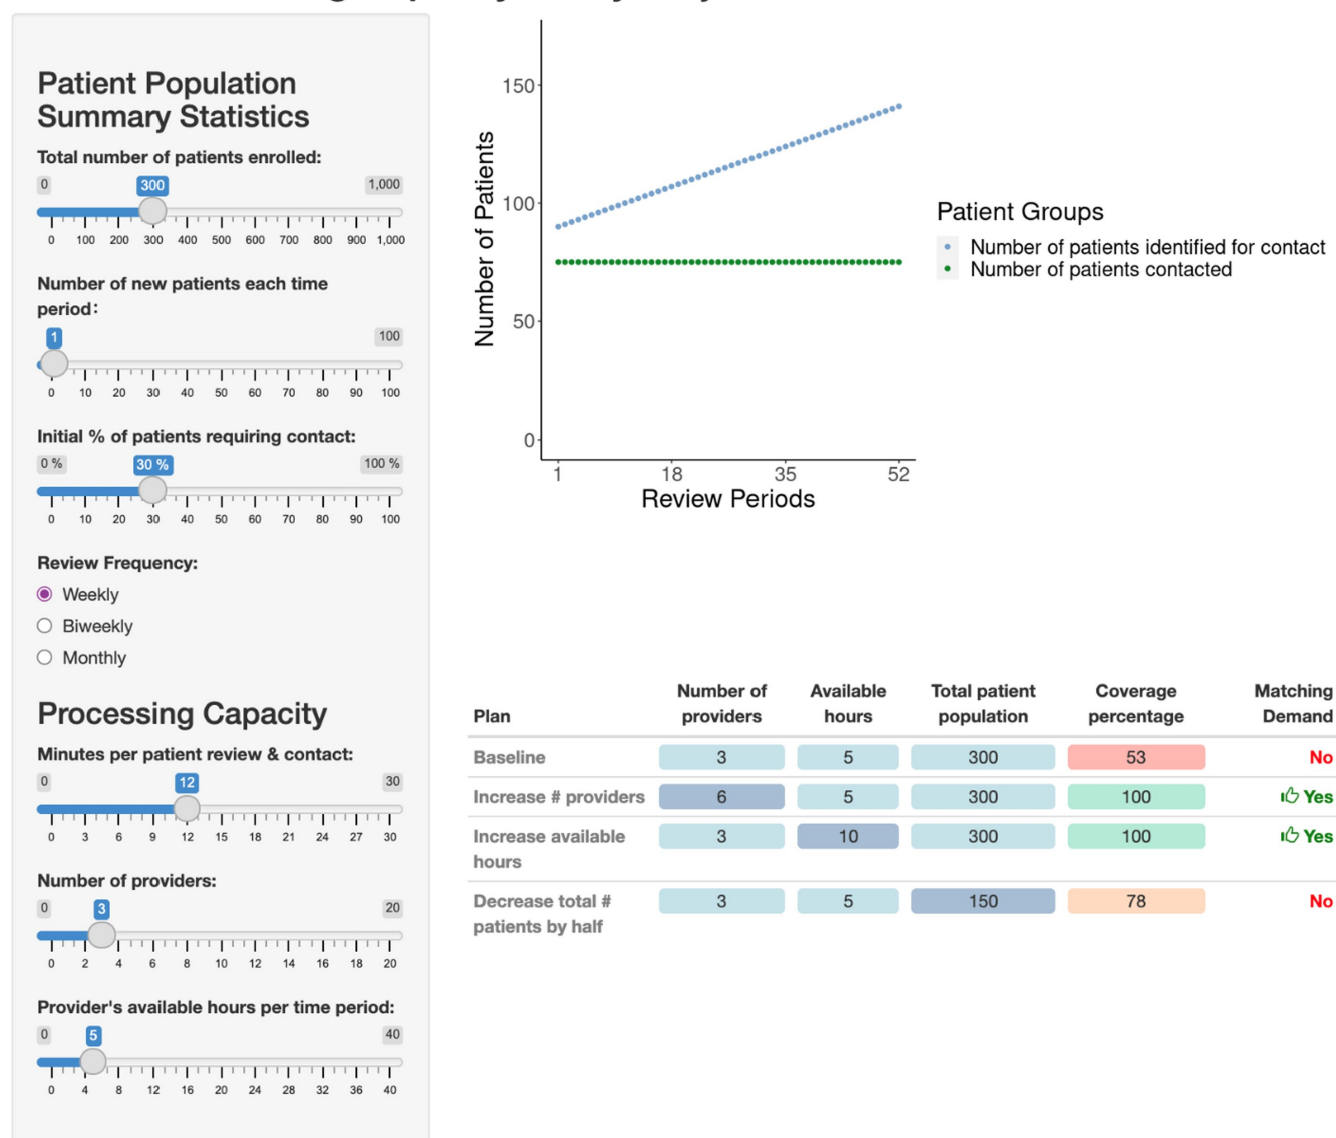 Patient Population
Summary Statistics
Total number of patients enrolled:
0 300 1,000
0 100 200 300 400 500 600 700 800 900 1,000
Number of new patients each time
period:
1 100
0 10 20 30 40 50 60 70 80 90 100
Initial % of patients requiring contact:
0 % 30 % 100 %
0 10 20 30 40 50 60 70 80 90 100
Review Frequency:
Weekly
Biweekly
Monthly
Processing Capacity
Minutes per patient review & contact:
0 12 30
0 3 6 9 12 15 18 21 24 27 30
Number of providers:
0 3 20
0 2 4 6 8 10 12 14 16 18 20
Provider's available hours per time period:
0 5 40
0 4 8 12 16 20 24 28 32 36 40
Number of Patients
150
100
50
0
1 18 35 52
Review Periods
Patient Groups
Number of patients identified for contact
Number of patients contacted
Plan Number of providers Available hours Total patient population Coverage percentage Matching Demand
Baseline 3 5 300 53 No
Increase # providers 6 5 300 100 Yes
Increase available 3 10 300 100 Yes
hours
Decrease total # 3 5 150 78 No
patients by half